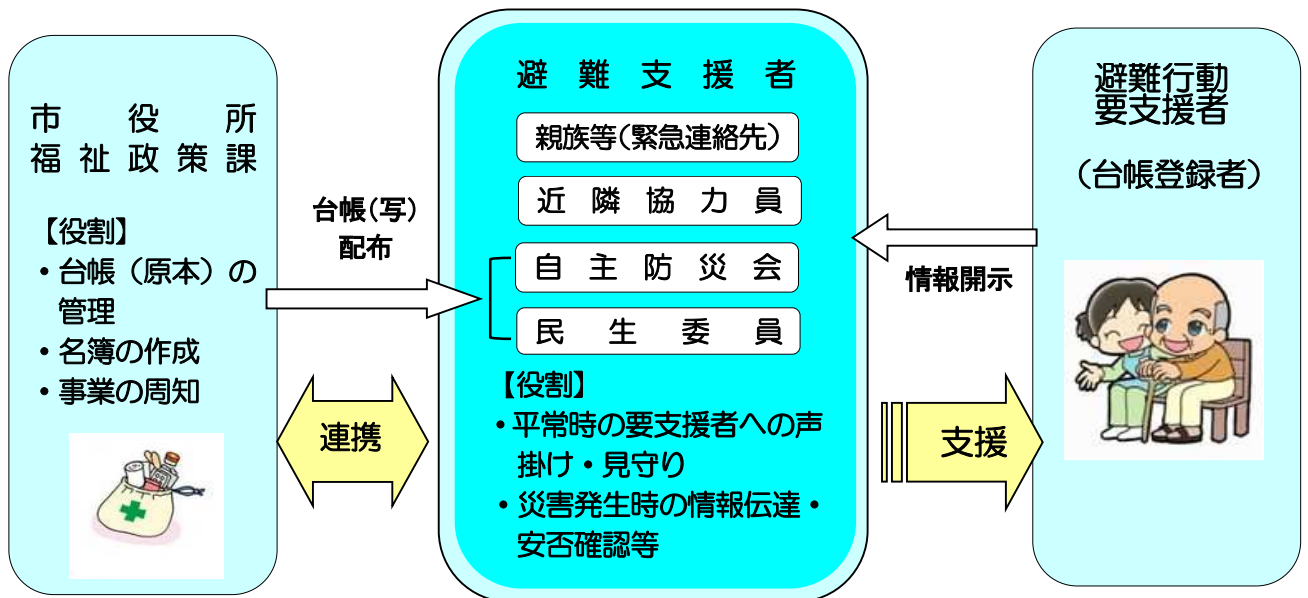 市役所
福祉政策課
【役割】
・台帳（原本）の
管理
・名簿の作成
・事業の周知
台帳(写)
配布
連携
避難支援者
親族等(緊急連絡先)
近隣協力員
自主防災会
民生委員
【役割】
・平常時の要支援者への声
掛け・見守り
・災害発生時の情報伝達・
安否確認等
情報開示
支援
避難行動
要支援者
（台帳登録者）